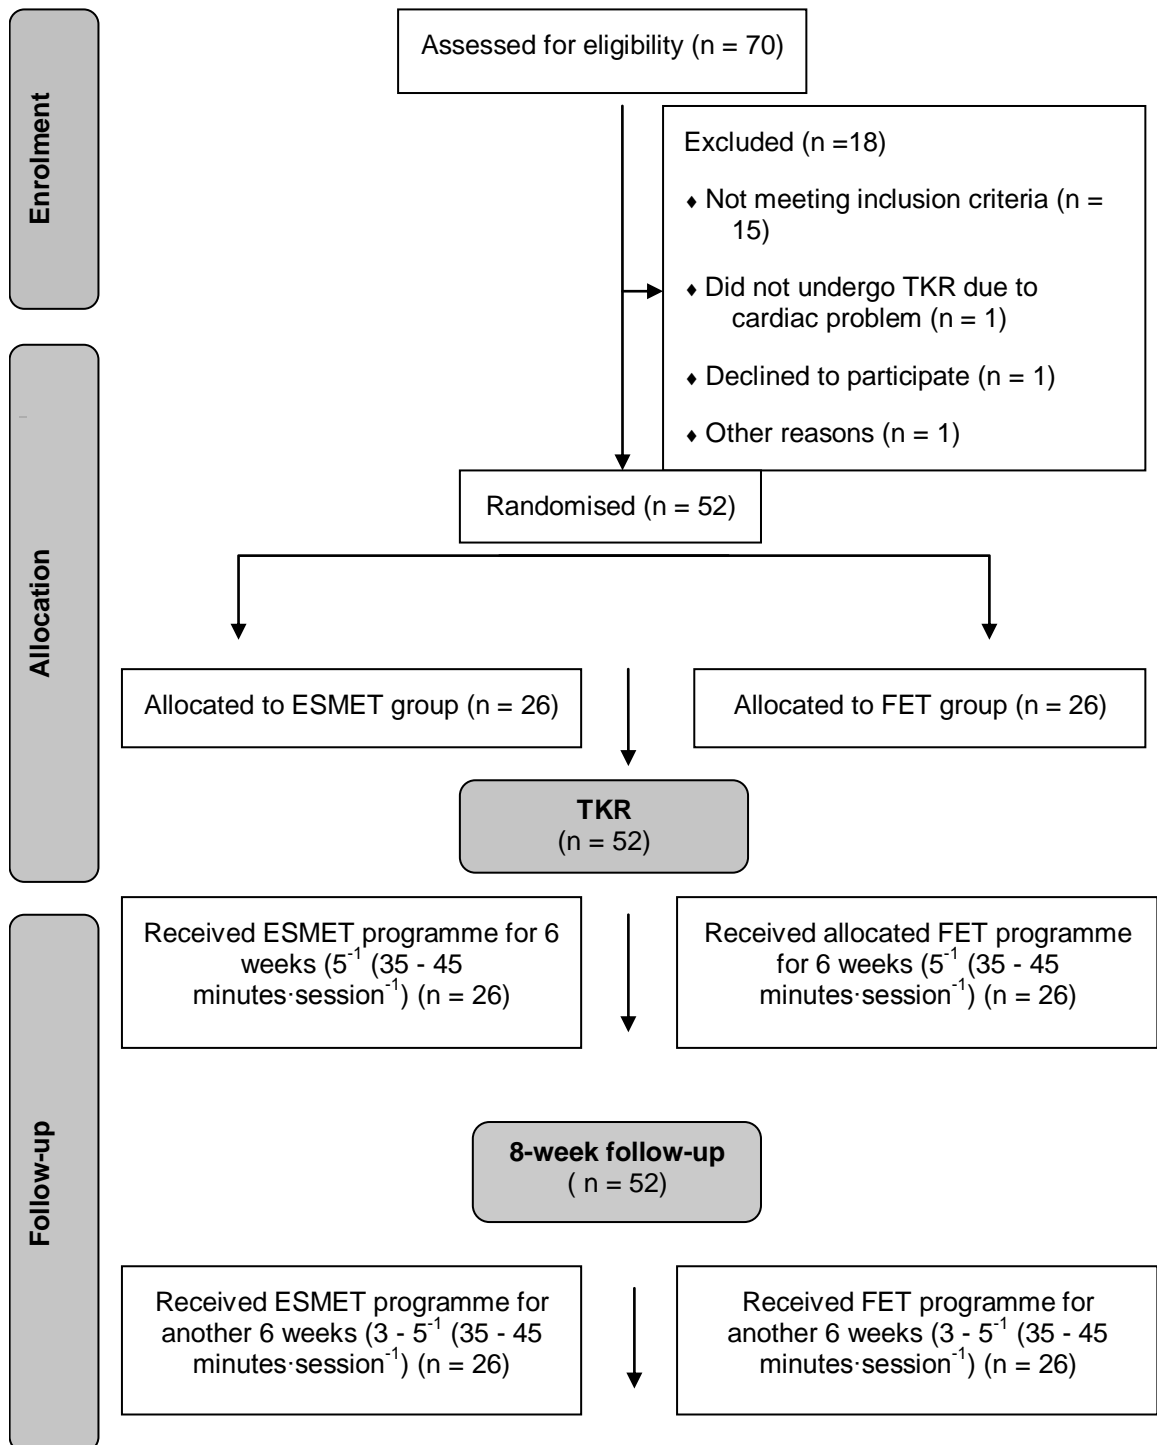 Enrolment
Assessed for eligibility (n = 70)
Excluded (n =18)
♦ Not meeting inclusion criteria (n =
15)
♦ Did not undergo TKR due to
cardiac problem (n = 1)
♦ Declined to participate (n = 1)
♦ Other reasons (n = 1)
Allocation
Randomised (n = 52)
Allocated to ESMET group (n = 26)
Allocated to FET group (n = 26)
TKR
(n = 52)
Follow-up
Received ESMET programme for 6
weeks (5⁻¹ (35 - 45
minutes·session⁻¹) (n = 26)
Received allocated FET programme
for 6 weeks (5⁻¹ (35 - 45
minutes·session⁻¹) (n = 26)
8-week follow-up
( n = 52)
Received ESMET programme for
another 6 weeks (3 - 5⁻¹ (35 - 45
minutes·session⁻¹) (n = 26)
Received FET programme for
another 6 weeks (3 - 5⁻¹ (35 - 45
minutes·session⁻¹) (n = 26)